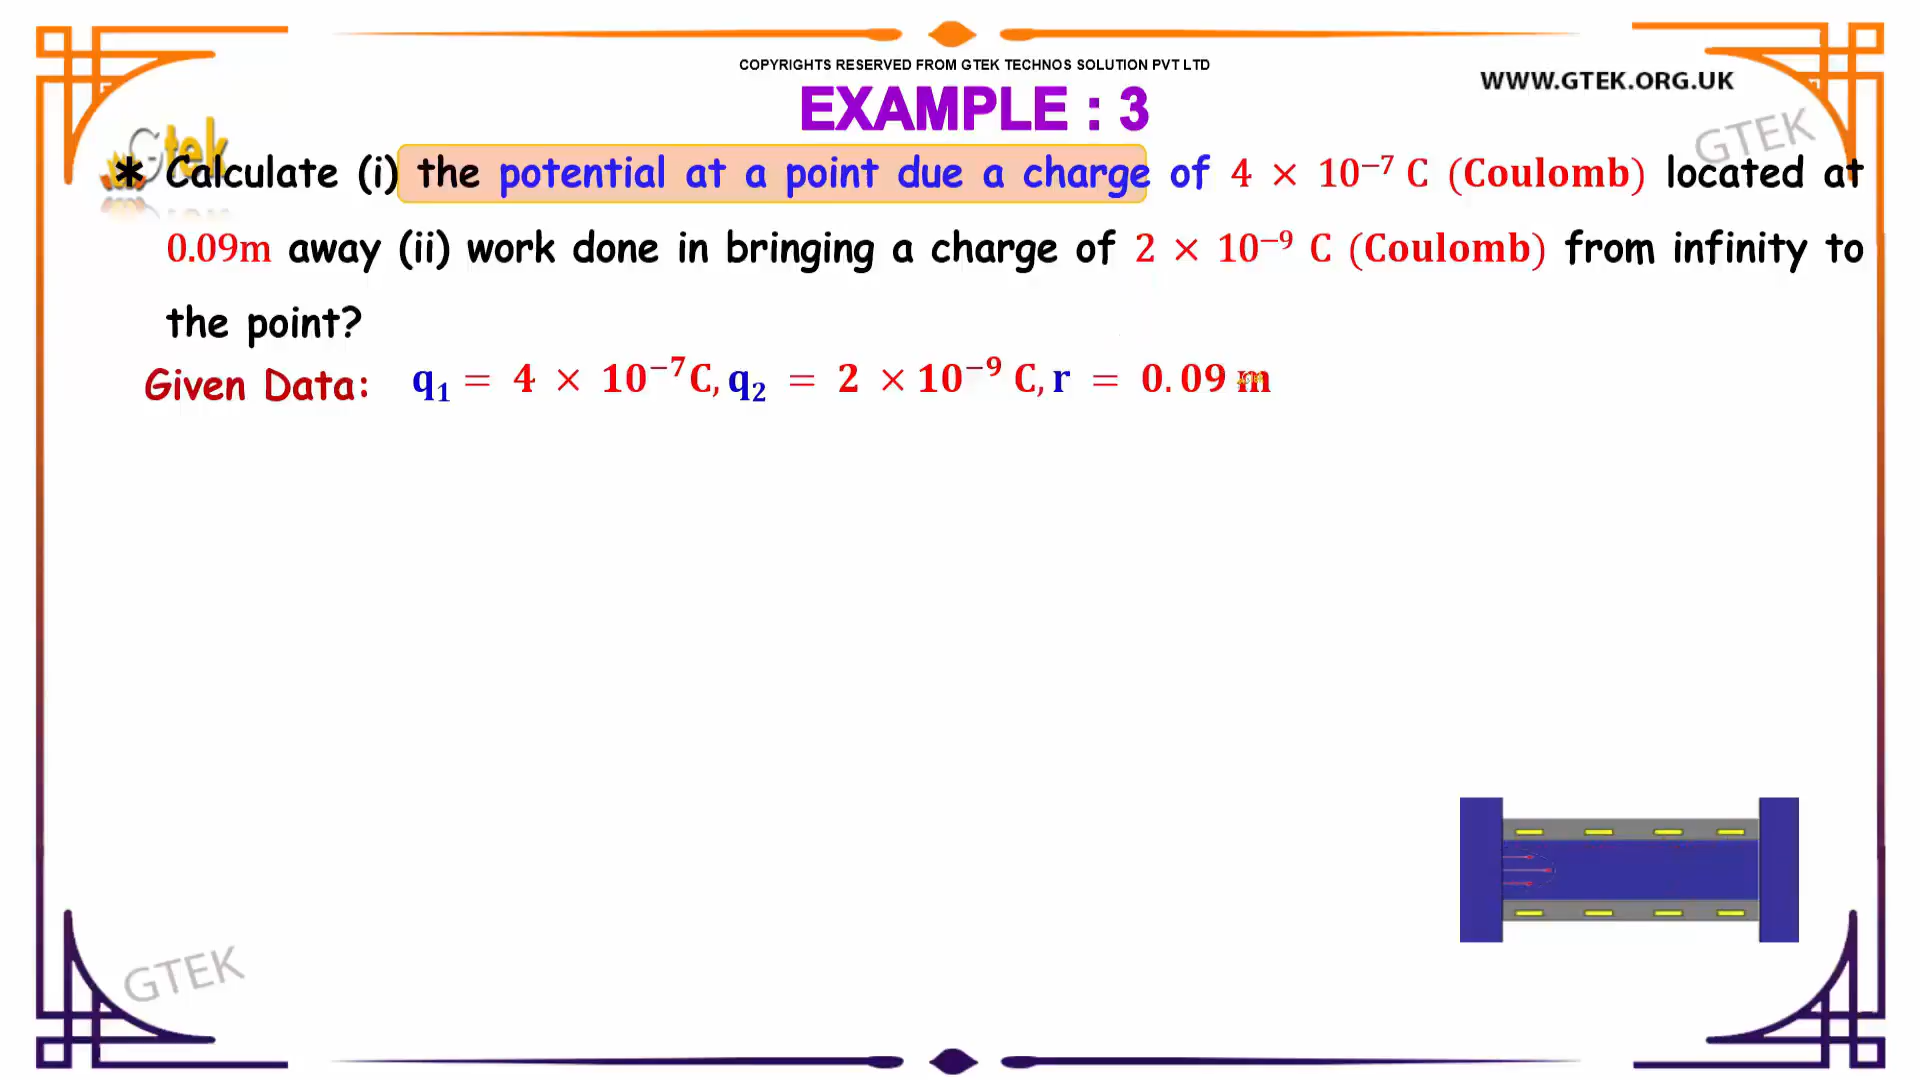 COPYRIGHTS RESERVED FROM GTEK TECHNOS SOLUTION PVT LTD
WWW.GTEK.ORG.UK
EXAMPLE : 3
GTEK
Gtek
* Calculate (i) the potential at a point due a charge of 4 × 10⁻⁷ C (Coulomb) located at
0.09m away (ii) work done in bringing a charge of 2 × 10⁻⁹ C (Coulomb) from infinity to
the point?
Given Data: q₁ = 4 × 10⁻⁷C, q₂ = 2 × 10⁻⁹ C, r = 0.09 m
GTEK